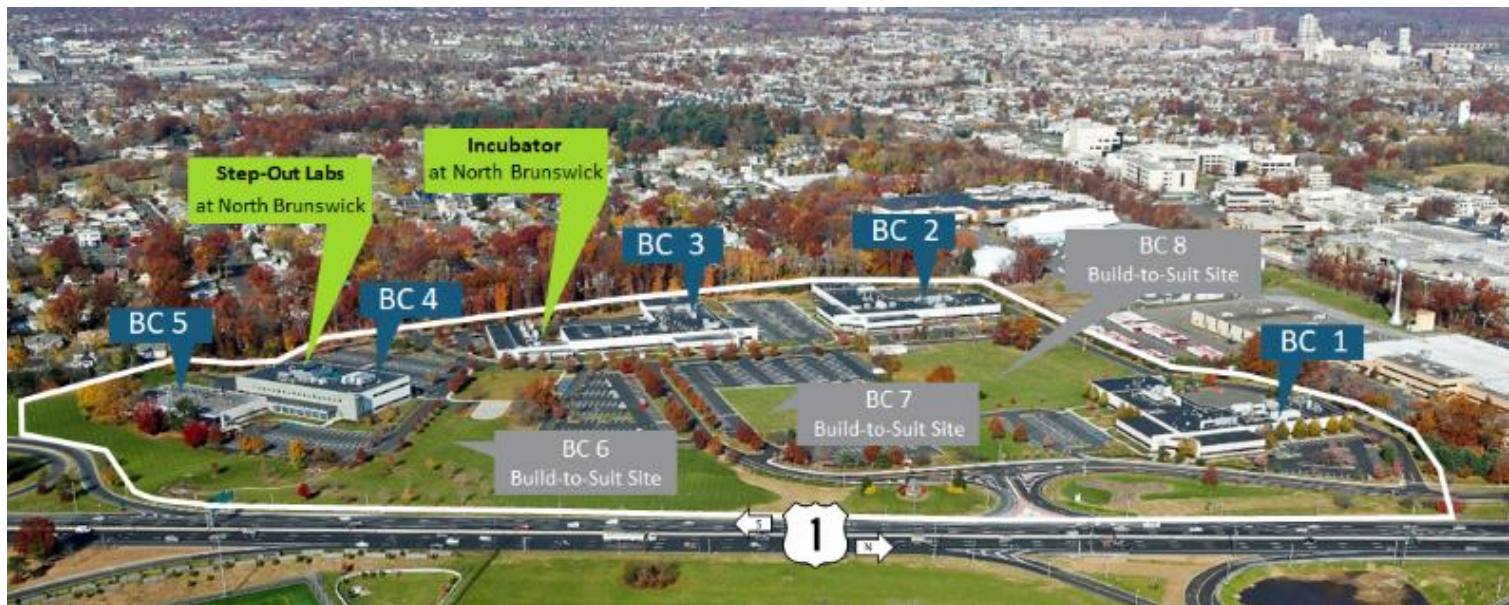 Step-Out Labs
at North Brunswick
Incubator
at North Brunswick
BC 5
BC 4
BC 3
BC 2
BC 8
Build-to-Suit Site
BC 1
BC 7
Build-to-Suit Site
BC 6
Build-to-Suit Site
S
1
N